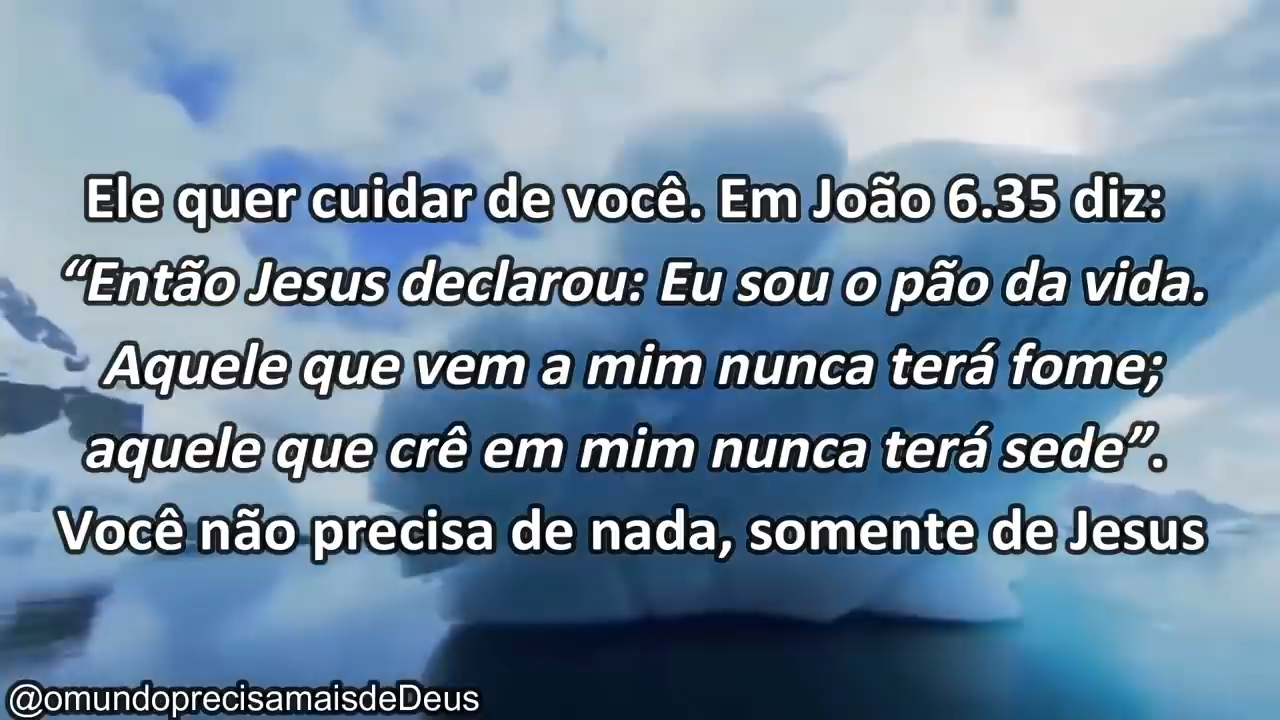 Ele quer cuidar de você. Em João 6.35 diz:
“Então Jesus declarou: Eu sou o pão da vida.
Aquele que vem a mim nunca terá fome;
aquele que crê em mim nunca terá sede”.
Você não precisa de nada, somente de Jesus
@omundoprecisamaisdeDeus